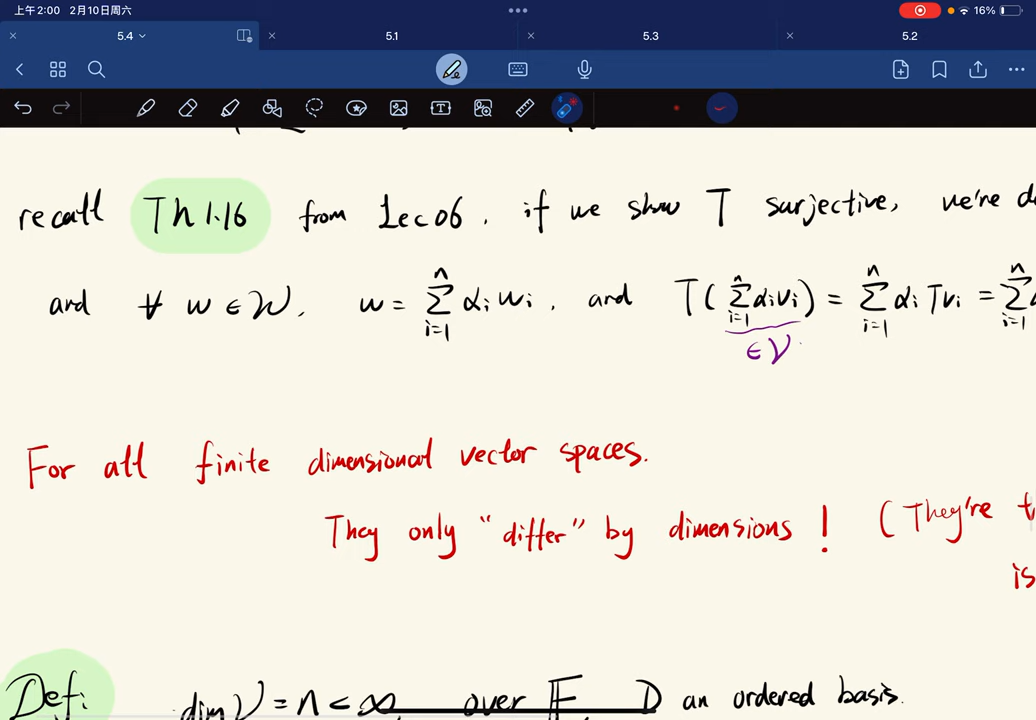 上午2:00 2月10日周六
16%
5.4 5.1 5.3 5.2
recall Th1.16 from Lec06, if we show T surjective, we're d
and ∀ w ∈ W, w = Σ_{i=1}^{n} α_i w_i, and T( Σ_{i=1}^{n} α_i v_i ) = Σ_{i=1}^{n} α_i T v_i = Σ_{i=1}^{n}
∈ V
For all finite dimensional vector spaces.
They only "differ" by dimensions ! ( They're t
is
Def: dim V = n < ∞ over F, D an ordered basis.